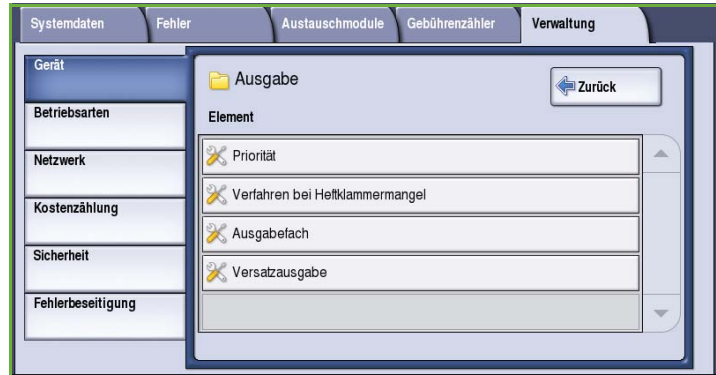 Systemdaten Fehler Austauschmodule Gebührenzähler Verwaltung
Gerät
Betriebsarten
Netzwerk
Kostenzählung
Sicherheit
Fehlerbeseitigung
Ausgabe
Zurück
Element
Priorität
Verfahren bei Heftklammermangel
Ausgabefach
Versatzausgabe